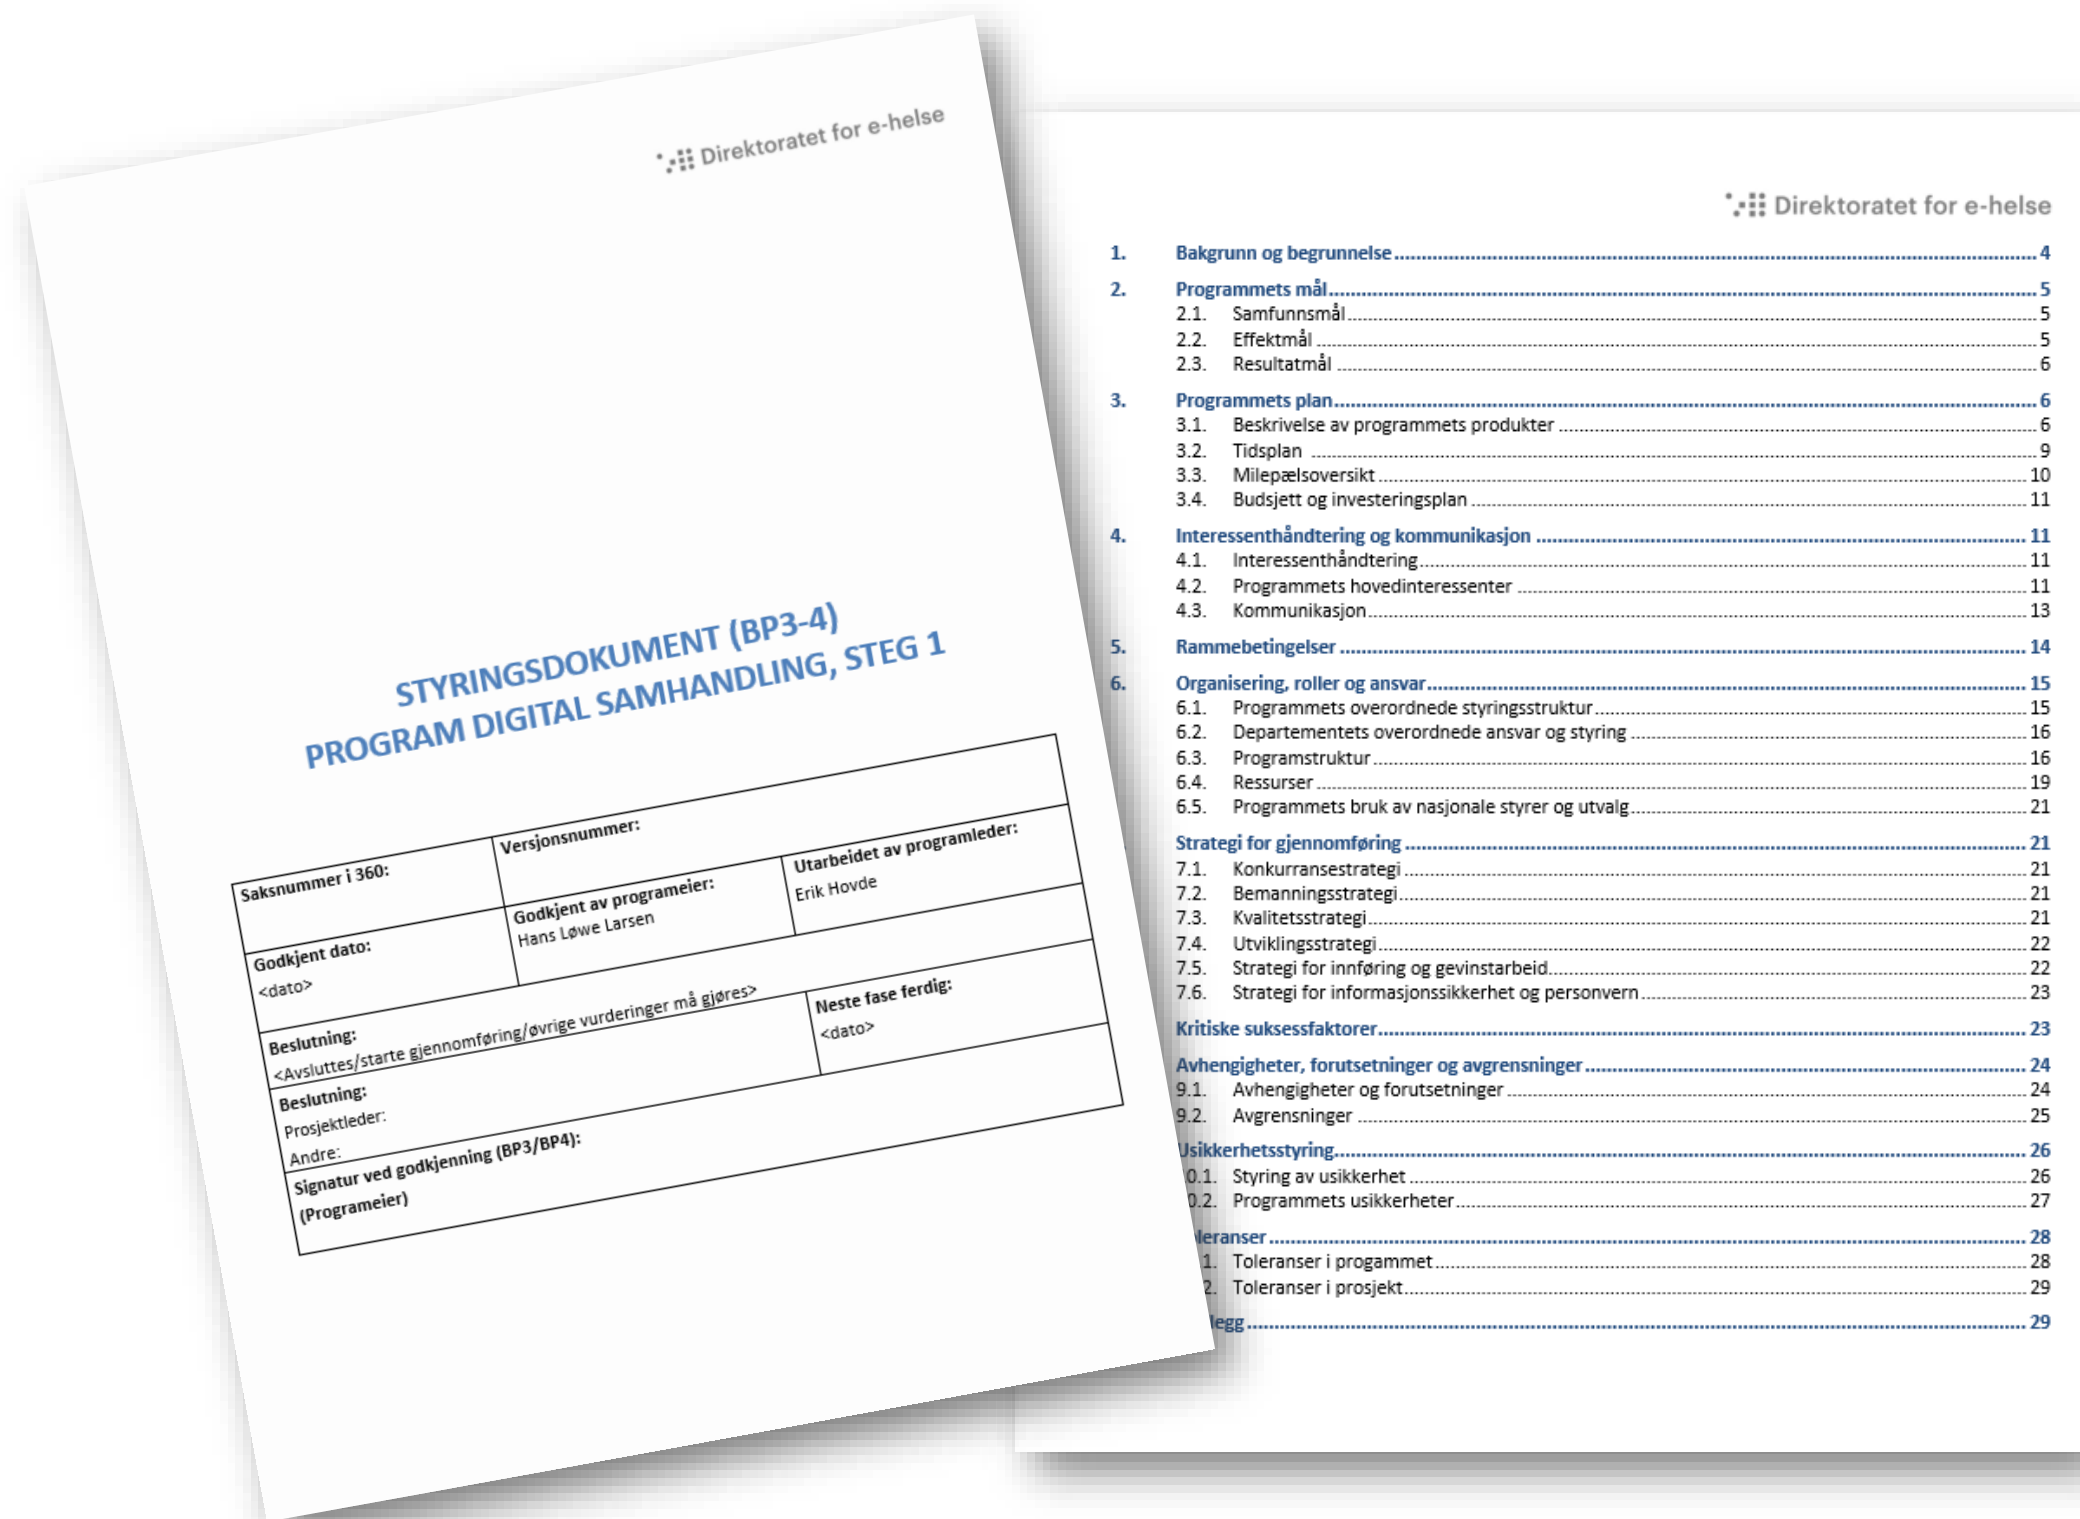 Direktoratet for e-helse
STYRINGSDOKUMENT (BP3-4)
PROGRAM DIGITAL SAMHANDLING, STEG 1
Saksnummer i 360:
Versjonsnummer:
Godkjent dato:
<dato>
Godkjent av programeier:
Hans Løwe Larsen
Utarbeidet av programleder:
Erik Hovde
Beslutning:
<Avsluttes/starte gjennomføring/øvrige vurderinger må gjøres>
Beslutning:
Prosjektleder:
Andre:
Neste fase ferdig:
<dato>
Signatur ved godkjenning (BP3/BP4):
(Programeier)
Direktoratet for e-helse
1. Bakgrunn og begrunnelse 4
2. Programmets mål 5
2.1. Samfunnsmål 5
2.2. Effektmål 5
2.3. Resultatmål 6
3. Programmets plan 6
3.1. Beskrivelse av programmets produkter 6
3.2. Tidsplan 9
3.3. Milepælsoversikt 10
3.4. Budsjett og investeringsplan 11
4. Interessenthåndtering og kommunikasjon 11
4.1. Interessenthåndtering 11
4.2. Programmets hovedinteressenter 11
4.3. Kommunikasjon 13
5. Rammebetingelser 14
6. Organisering, roller og ansvar 15
6.1. Programmets overordnede styringsstruktur 15
6.2. Departementets overordnede ansvar og styring 16
6.3. Programstruktur 16
6.4. Ressurser 19
6.5. Programmets bruk av nasjonale styrer og utvalg 21
Strategi for gjennomføring 21
7.1. Konkurransestrategi 21
7.2. Bemanningsstrategi 21
7.3. Kvalitetsstrategi 21
7.4. Utviklingsstrategi 22
7.5. Strategi for innføring og gevinstarbeid 22
7.6. Strategi for informasjonssikkerhet og personvern 23
Kritiske suksessfaktorer 23
Avhengigheter, forutsetninger og avgrensninger 24
9.1. Avhengigheter og forutsetninger 24
9.2. Avgrensninger 25
Usikkerhetsstyring 26
0.1. Styring av usikkerhet 26
0.2. Programmets usikkerheter 27
leranser 28
1. Toleranser i progammet 28
2. Toleranser i prosjekt 29
legg 29